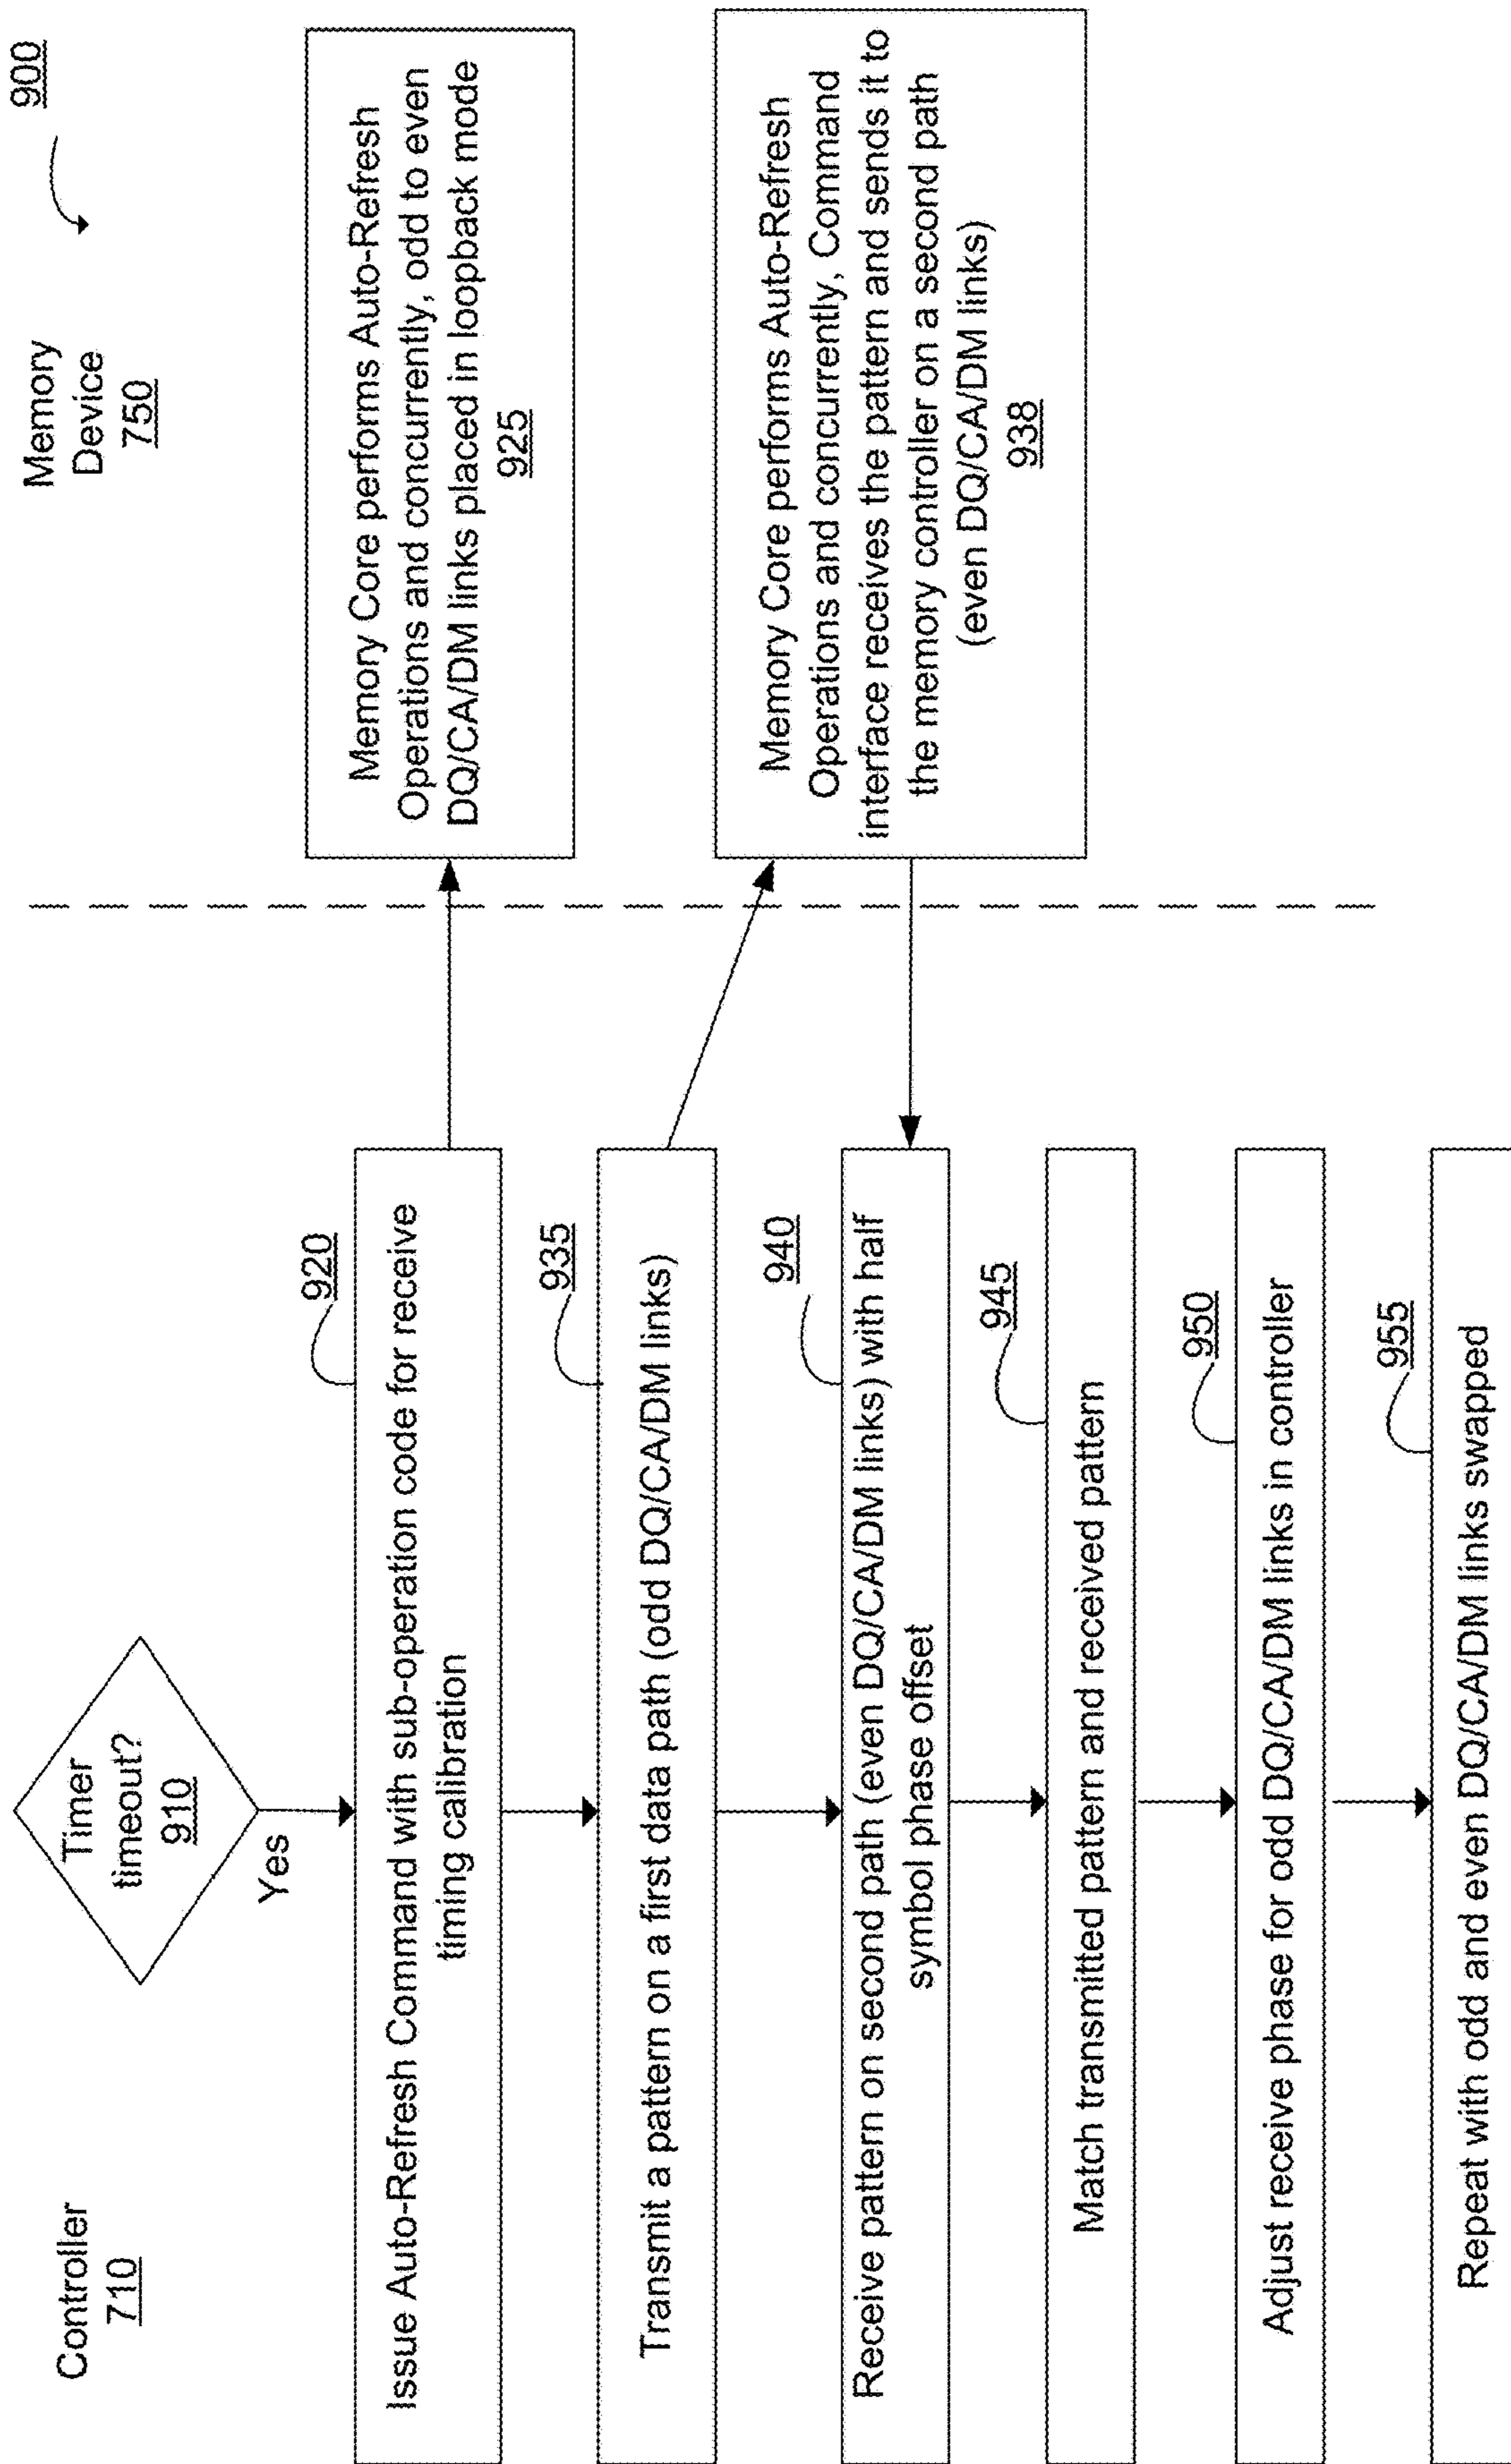 900
Controller
710
Memory
Device
750
Timer
timeout?
910
Yes
920
Issue Auto-Refresh Command with sub-operation code for receive
timing calibration
Memory Core performs Auto-Refresh
Operations and concurrently, odd to even
DQ/CA/DM links placed in loopback mode
925
935
Transmit a pattern on a first data path (odd DQ/CA/DM links)
Memory Core performs Auto-Refresh
Operations and concurrently, Command
interface receives the pattern and sends it to
the memory controller on a second path
(even DQ/CA/DM links)
938
940
Receive pattern on second path (even DQ/CA/DM links) with half
symbol phase offset
945
Match transmitted pattern and received pattern
950
Adjust receive phase for odd DQ/CA/DM links in controller
955
Repeat with odd and even DQ/CA/DM links swapped